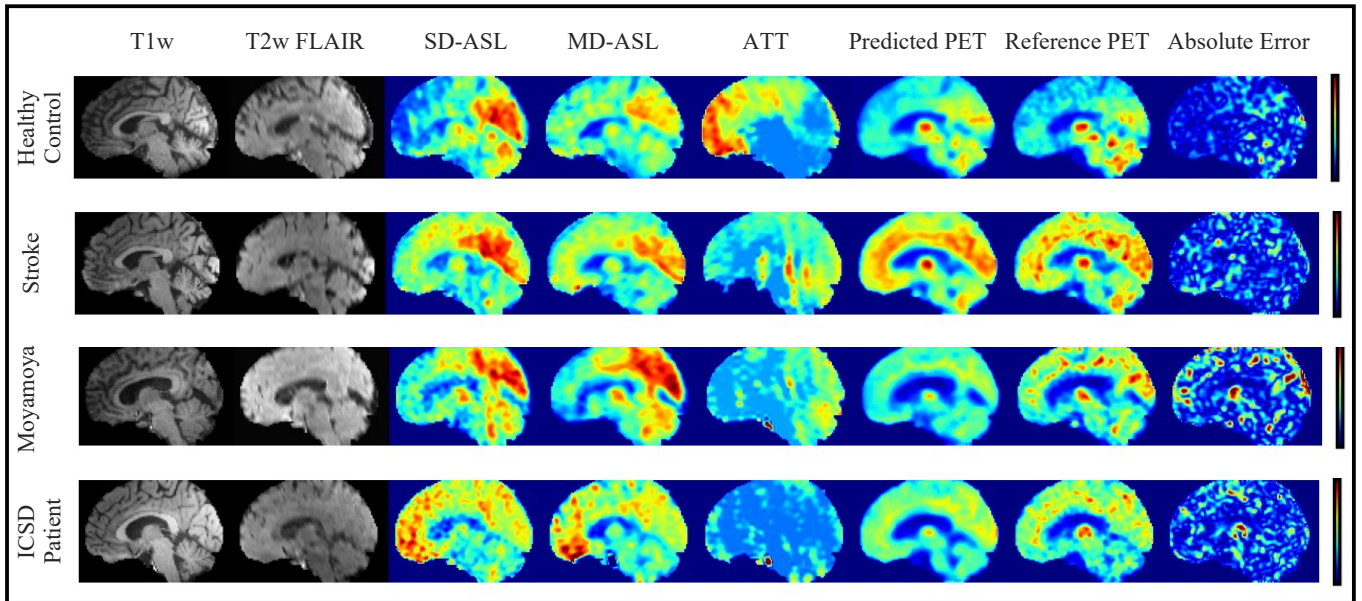 T1w T2w FLAIR SD-ASL MD-ASL ATT Predicted PET Reference PET Absolute Error
Healthy
Control
Stroke
Moyamoya
ICSD
Patient